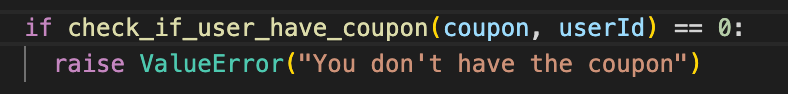 if check_if_user_have_coupon(coupon, userId) == 0:
raise ValueError("You don't have the coupon")